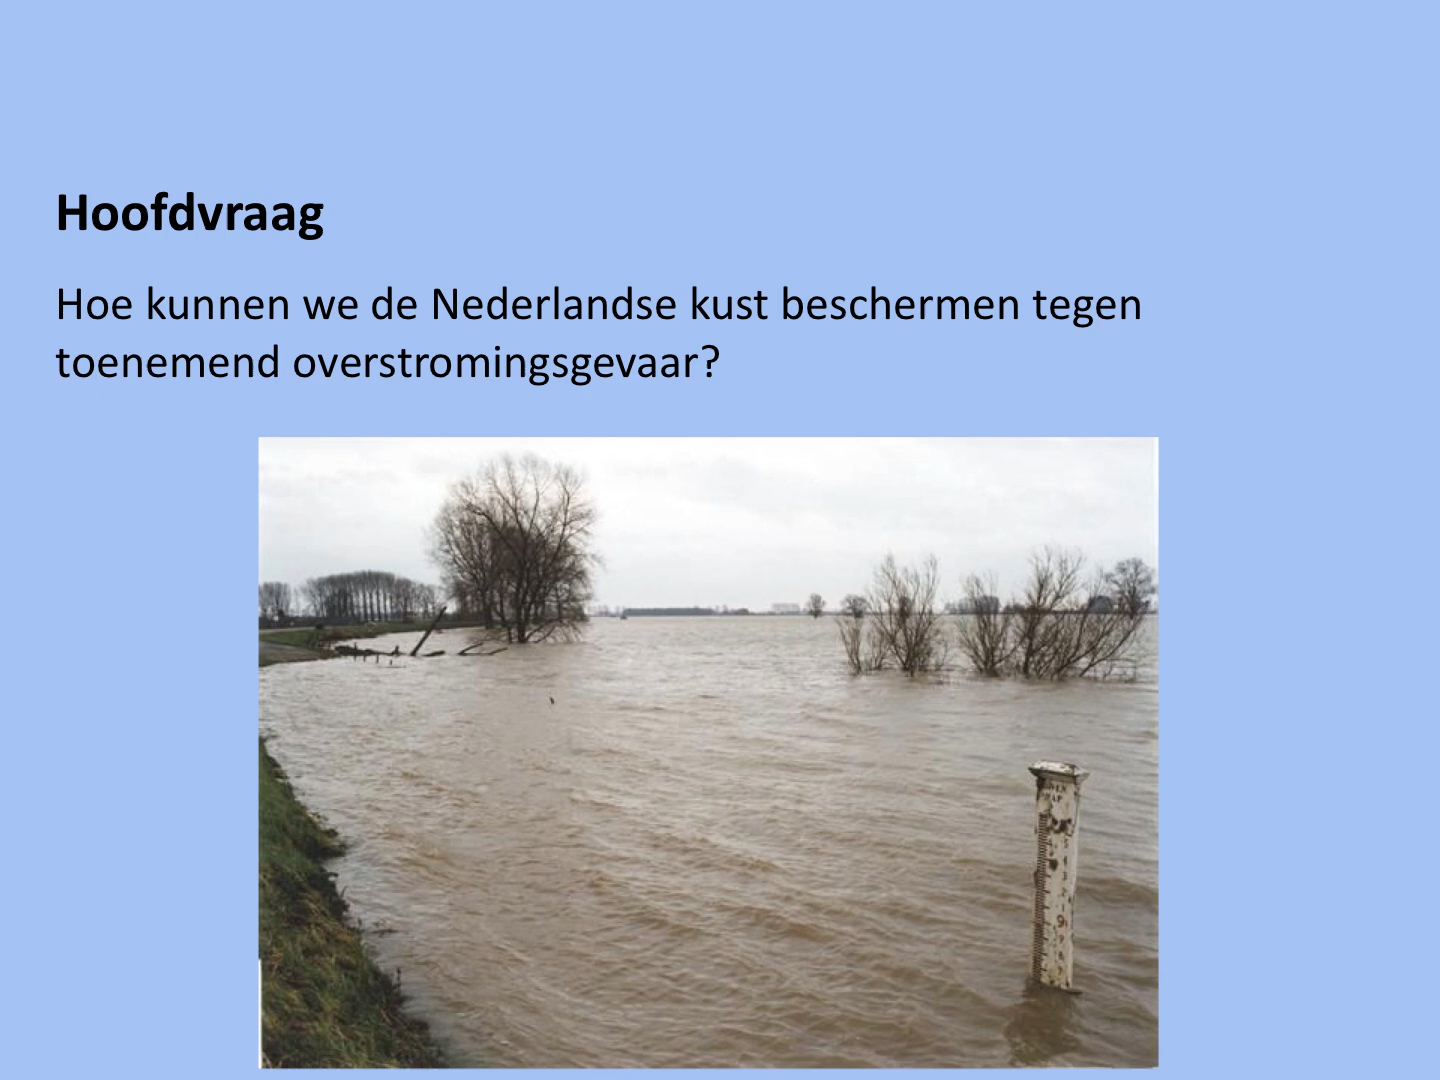 Hoofdvraag
Hoe kunnen we de Nederlandse kust beschermen tegen
toenemend overstromingsgevaar?